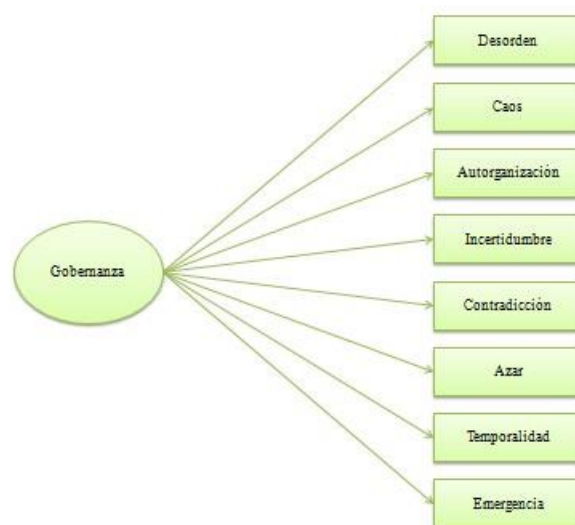 Desorden
Caos
Autorganización
Incertidumbre
Gobernanza
Contradicción
Azar
Temporalidad
Emergencia